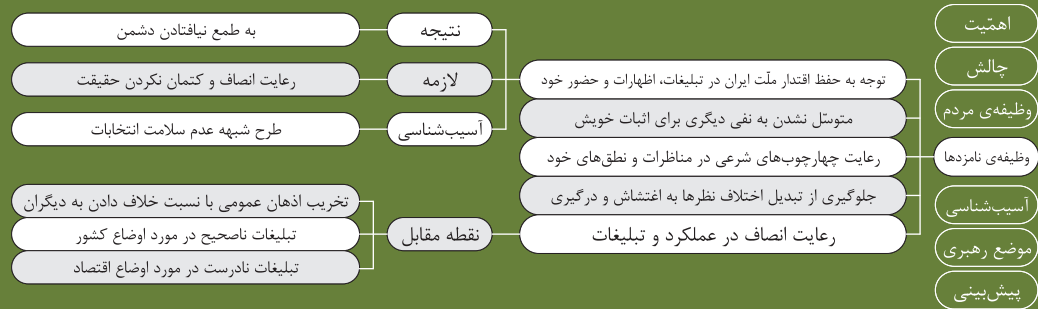 اهمّیت
چالش
وظیفه‌ی مردم
وظیفه‌ی نامزدها
آسیب‌شناسی
موضع رهبری
پیش‌بینی
توجه به حفظ اقتدار ملّت ایران در تبلیغات، اظهارات و حضور خود
متوسّل نشدن به نفی دیگری برای اثبات خویش
رعایت چهارچوب‌های شرعی در مناظرات و نطق‌های خود
جلوگیری از تبدیل اختلاف نظرها به اغتشاش و درگیری
رعایت انصاف در عملکرد و تبلیغات
نتیجه
به طمع نیافتادن دشمن
لازمه
رعایت انصاف و کتمان نکردن حقیقت
آسیب‌شناسی
طرح شبهه عدم سلامت انتخابات
نقطه مقابل
تخریب اذهان عمومی با نسبت خلاف دادن به دیگران
تبلیغات ناصحیح در مورد اوضاع کشور
تبلیغات نادرست در مورد اوضاع اقتصاد